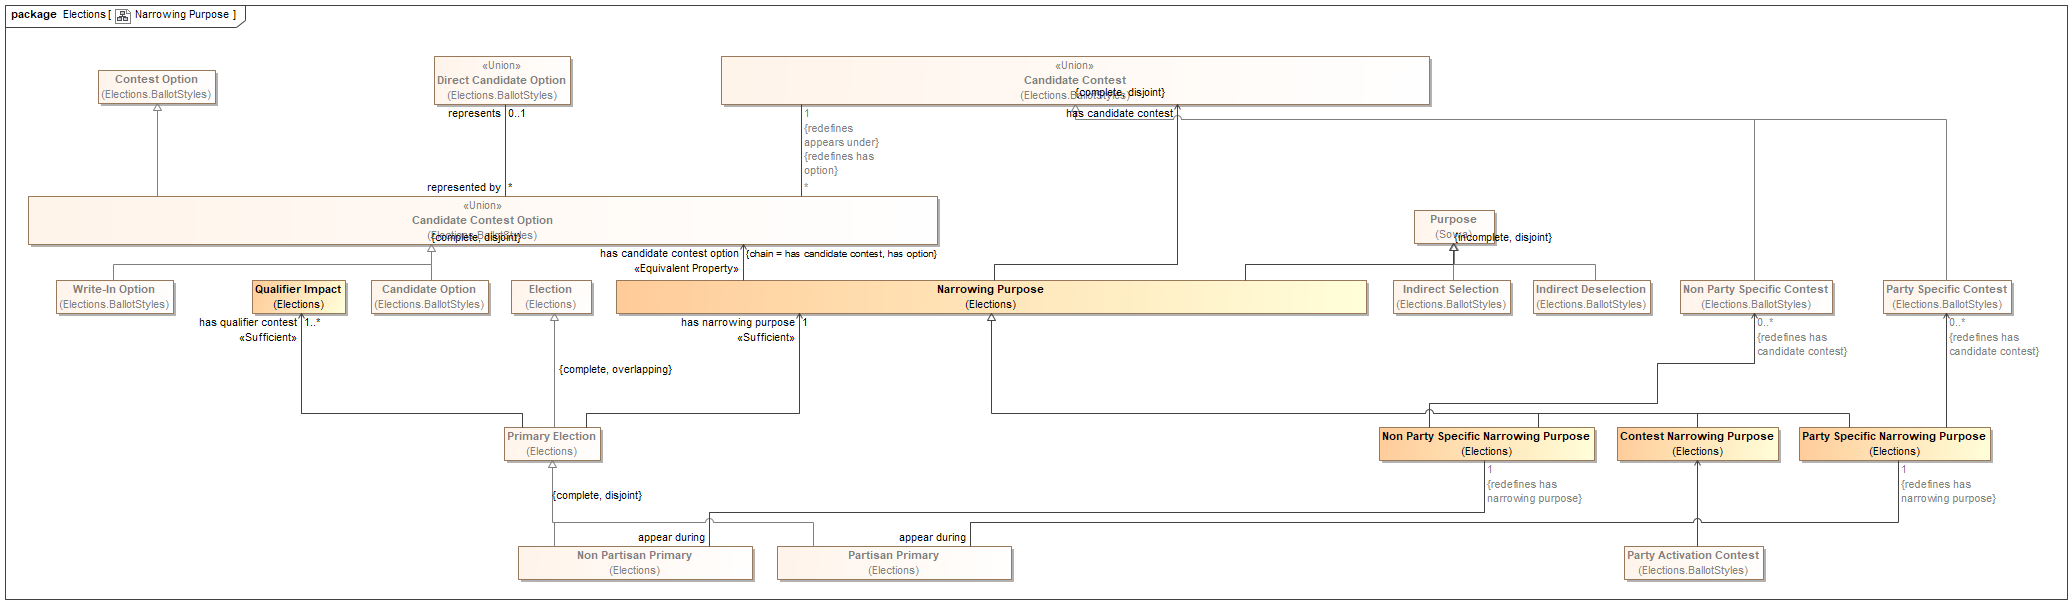 package Elections [ Narrowing Purpose ]
Contest Option
(Elections.BallotStyles)
«Union»
Direct Candidate Option
(Elections.BallotStyles)
«Union»
Candidate Contest
(Elections.BallotStyles)
{complete, disjoint}
represents 0..1
has candidate contest
1
{redefines
appears under}
{redefines has
option}
*
represented by *
«Union»
Candidate Contest Option
(Elections.BallotStyles)
{complete, disjoint}
Purpose
(Sowa)
{incomplete, disjoint}
has candidate contest option {chain = has candidate contest, has option}
«Equivalent Property»
Write-In Option
(Elections.BallotStyles)
Qualifier Impact
(Elections)
Candidate Option
(Elections.BallotStyles)
Election
(Elections)
Narrowing Purpose
(Elections)
Indirect Selection
(Elections.BallotStyles)
Indirect Deselection
(Elections.BallotStyles)
Non Party Specific Contest
(Elections.BallotStyles)
Party Specific Contest
(Elections.BallotStyles)
has qualifier contest 1..*
«Sufficient»
has narrowing purpose 1
«Sufficient»
0..*
{redefines has
candidate contest}
0..*
{redefines has
candidate contest}
{complete, overlapping}
Primary Election
(Elections)
Non Party Specific Narrowing Purpose
(Elections)
Contest Narrowing Purpose
(Elections)
Party Specific Narrowing Purpose
(Elections)
1
{redefines has
narrowing purpose}
1
{redefines has
narrowing purpose}
{complete, disjoint}
appear during
appear during
Non Partisan Primary
(Elections)
Partisan Primary
(Elections)
Party Activation Contest
(Elections.BallotStyles)